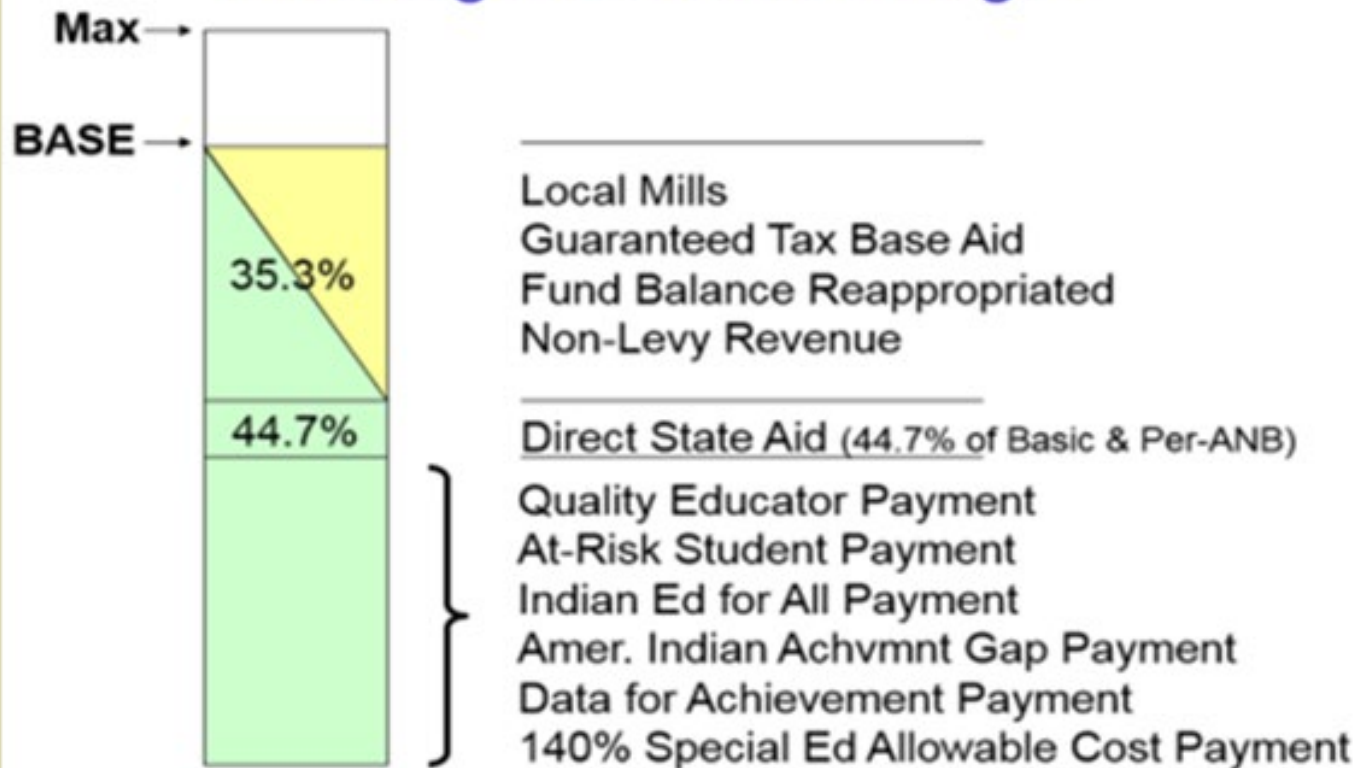 Max
BASE
Local Mills
Guaranteed Tax Base Aid
35.3%
Fund Balance Reappropriated
Non-Levy Revenue
44.7%
Direct State Aid (44.7% of Basic & Per-ANB)
Quality Educator Payment
At-Risk Student Payment
Indian Ed for All Payment
Amer. Indian Achvmnt Gap Payment
Data for Achievement Payment
140% Special Ed Allowable Cost Payment